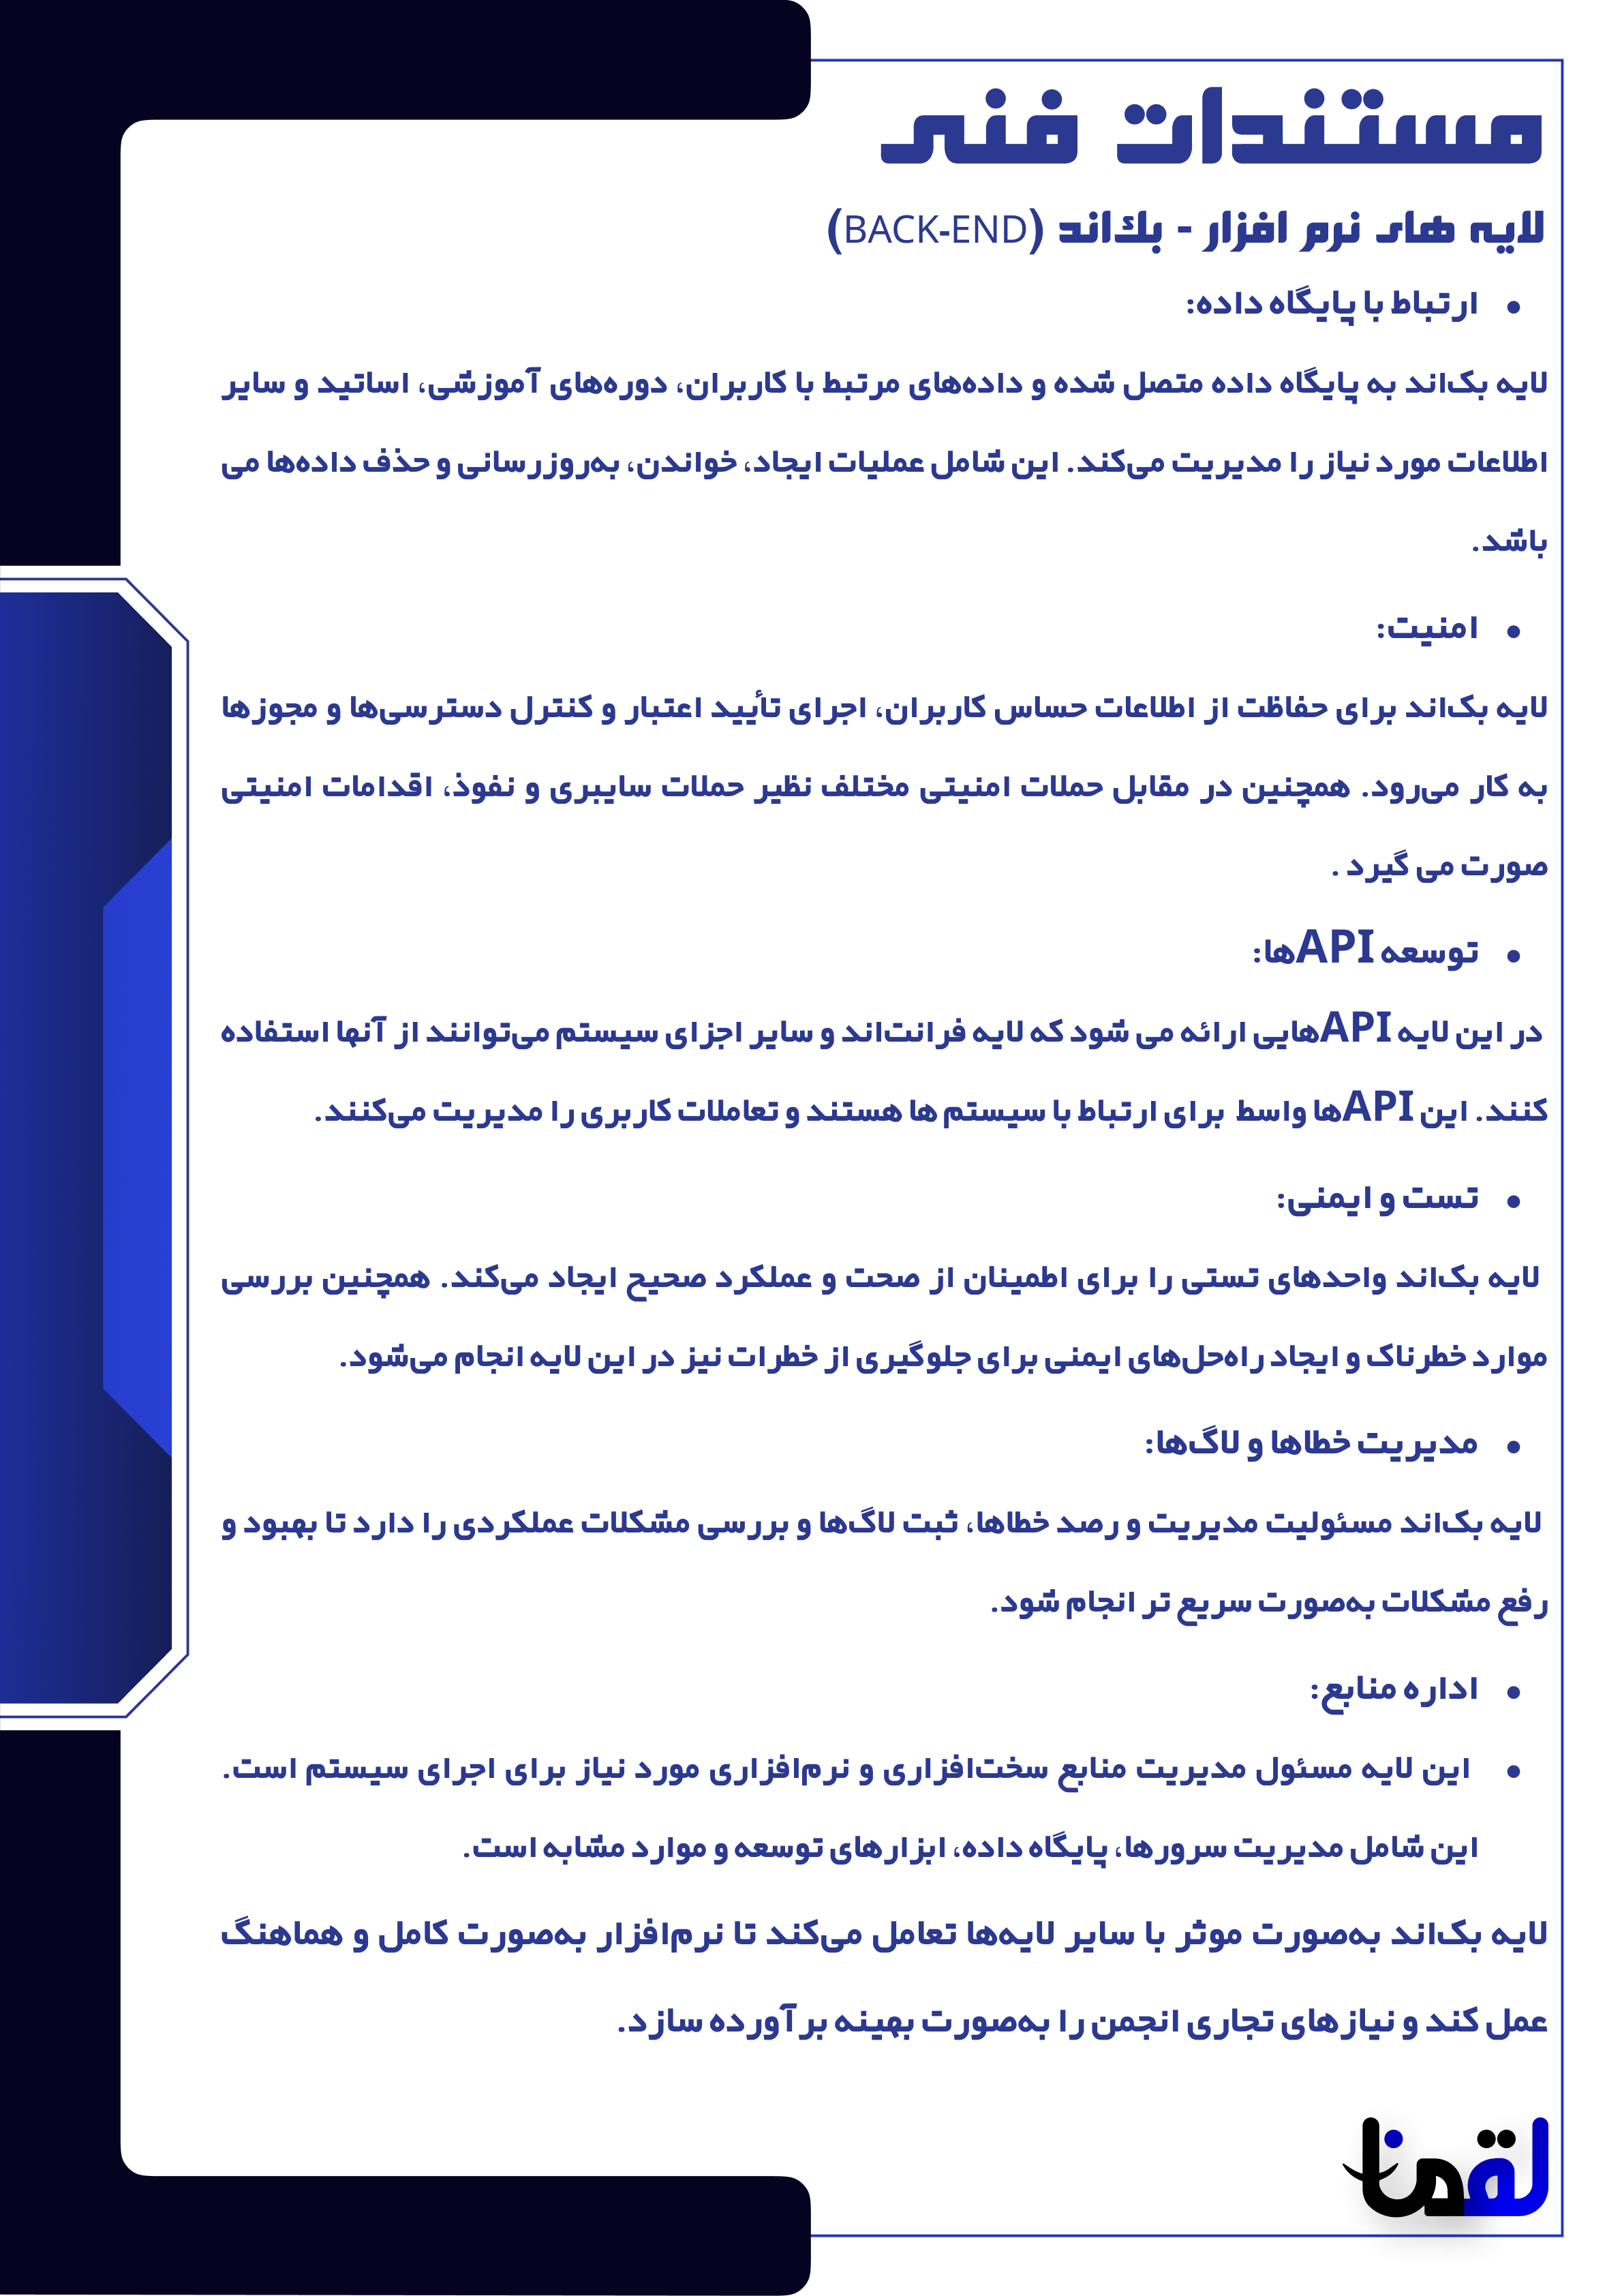 مستندات فنی
لایه های نرم افزار - بک‌اند (BACK-END)
• ارتباط با پایگاه داده:
لایه بک‌اند به پایگاه داده متصل شده و داده‌های مرتبط با کاربران، دوره‌های آموزشی، اساتید و سایر
اطلاعات مورد نیاز را مدیریت می‌کند. این شامل عملیات ایجاد، خواندن، به‌روزرسانی و حذف داده‌ها می
باشد.
• امنیت:
لایه بک‌اند برای حفاظت از اطلاعات حساس کاربران، اجرای تأیید اعتبار و کنترل دسترسی‌ها و مجوزها
به کار می‌رود. همچنین در مقابل حملات امنیتی مختلف نظیر حملات سایبری و نفوذ، اقدامات امنیتی
صورت می گیرد .
• توسعه API‌ها:
در این لایه API‌هایی ارائه می شود که لایه فرانت‌اند و سایر اجزای سیستم می‌توانند از آنها استفاده
کنند. این API‌ها واسط برای ارتباط با سیستم ها هستند و تعاملات کاربری را مدیریت می‌کنند.
• تست و ایمنی:
لایه بک‌اند واحدهای تستی را برای اطمینان از صحت و عملکرد صحیح ایجاد می‌کند. همچنین بررسی
موارد خطرناک و ایجاد راه‌حل‌های ایمنی برای جلوگیری از خطرات نیز در این لایه انجام می‌شود.
• مدیریت خطاها و لاگ‌ها:
لایه بک‌اند مسئولیت مدیریت و رصد خطاها، ثبت لاگ‌ها و بررسی مشکلات عملکردی را دارد تا بهبود و
رفع مشکلات به‌صورت سریع تر انجام شود.
• اداره منابع:
• این لایه مسئول مدیریت منابع سخت‌افزاری و نرم‌افزاری مورد نیاز برای اجرای سیستم است.
این شامل مدیریت سرورها، پایگاه داده، ابزارهای توسعه و موارد مشابه است.
لایه بک‌اند به‌صورت موثر با سایر لایه‌ها تعامل می‌کند تا نرم‌افزار به‌صورت کامل و هماهنگ
عمل کند و نیازهای تجاری انجمن را به‌صورت بهینه برآورده سازد.